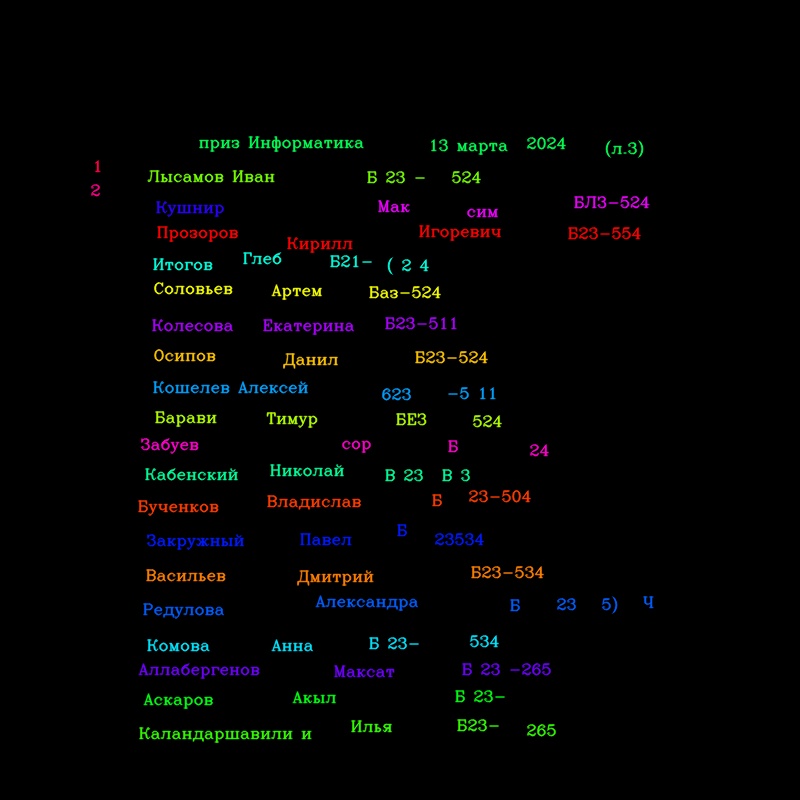 приз Информатика 13 марта 2024 (л.3)
1 Лысамов Иван Б 23 - 524
2 Кушнир Мак сим БЛЗ-524
Прозоров Кирилл Игоревич Б23-554
Итогов Глеб Б21- ( 2 4
Соловьев Артем Баз-524
Колесова Екатерина Б23-511
Осипов Данил Б23-524
Кошелев Алексей 623 -5 11
Барави Тимур БЕЗ 524
Забуев сор Б 24
Кабенский Николай В 23 В 3
Бученков Владислав Б 23-504
Закружный Павел Б 23534
Васильев Дмитрий Б23-534
Редулова Александра Б 23 5) Ч
Комова Анна Б 23- 534
Аллабергенов Максат Б 23 -265
Аскаров Акыл Б 23-
Каландаршавили и Илья Б23- 265